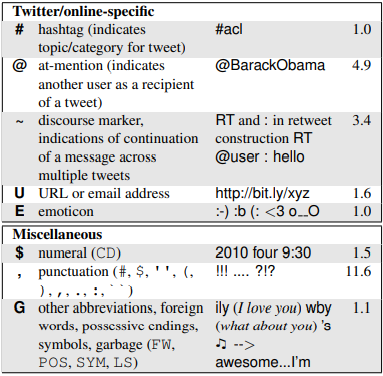 Twitter/online-specific
# hashtag (indicates #acl 1.0
topic/category for tweet)
@ at-mention (indicates @BarackObama 4.9
another user as a recipient
of a tweet)
~ discourse marker, RT and : in retweet 3.4
indications of continuation construction RT
of a message across @user : hello
multiple tweets
U URL or email address http://bit.ly/xyz 1.6
E emoticon :-) :b (: <3 o__O 1.0
Miscellaneous
$ numeral (CD) 2010 four 9:30 1.5
, punctuation (#, $, '', (, !!! .... ?!? 11.6
), ,, ., :, ``)
G other abbreviations, foreign ily (I love you) wby 1.1
words, possessive endings, (what about you) 's
symbols, garbage (FW, ♫ -->
POS, SYM, LS) awesome...I'm